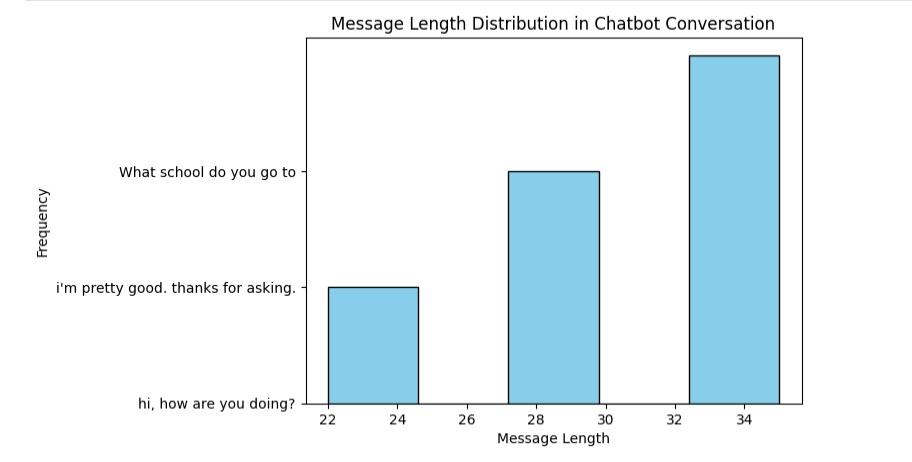 Message Length Distribution in Chatbot Conversation
What school do you go to
Frequency
i'm pretty good. thanks for asking.
hi, how are you doing?
22 24 26 28 30 32 34
Message Length